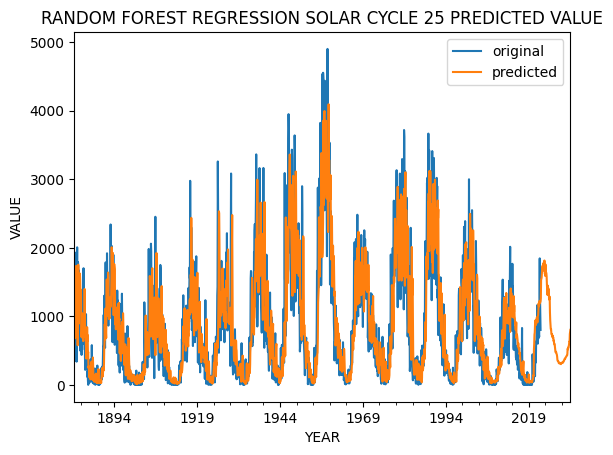 RANDOM FOREST REGRESSION SOLAR CYCLE 25 PREDICTED VALUE
original
predicted
VALUE
5000
4000
3000
2000
1000
0
1894 1919 1944 1969 1994 2019
YEAR